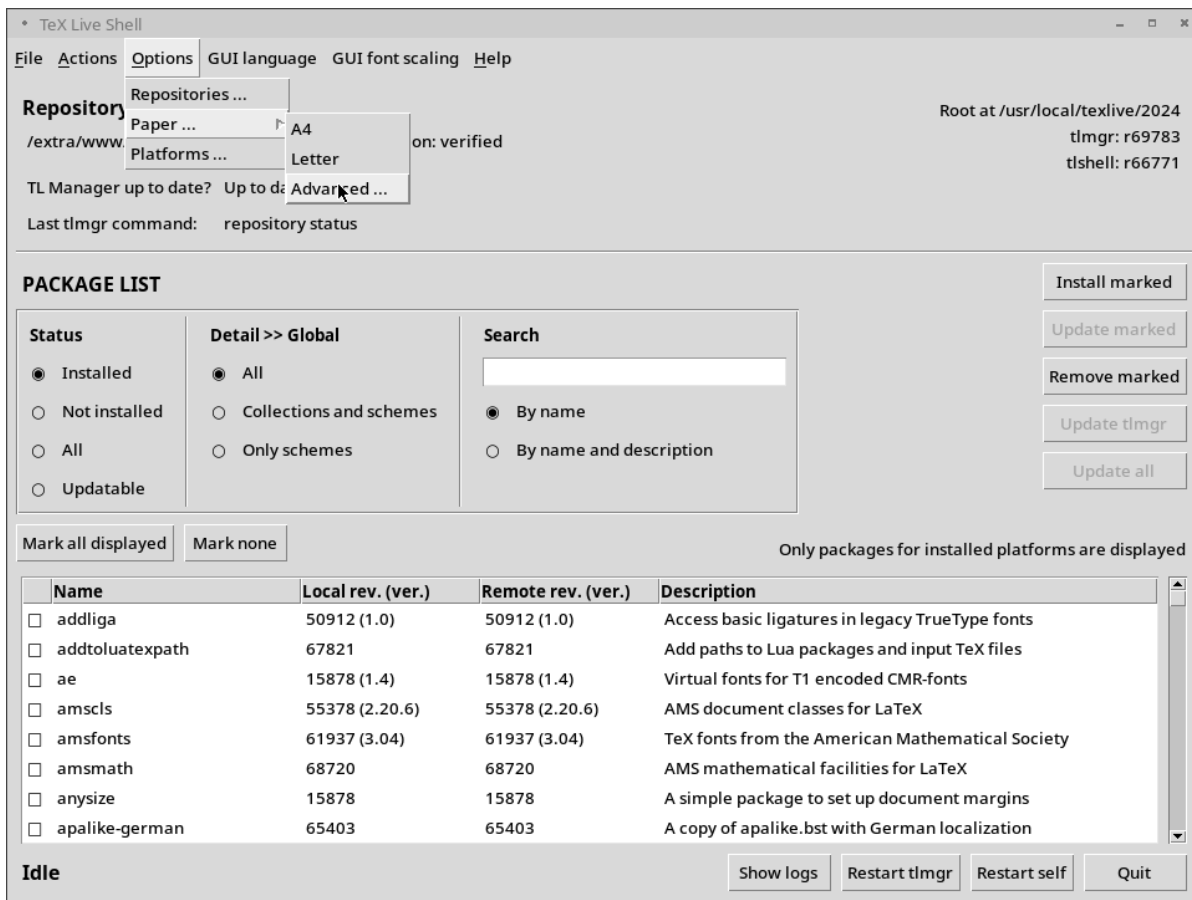 TeX Live Shell
File Actions Options GUI language GUI font scaling Help
Repositories ...
Paper ...
Platforms ...
A4
Letter
Advanced ...
Repository
/extra/www. on: verified
TL Manager up to date? Up to da
Last tlmgr command: repository status
Root at /usr/local/texlive/2024
tlmgr: r69783
tlshell: r66771
PACKAGE LIST
Install marked
Update marked
Remove marked
Update tlmgr
Update all
Status
Installed
Not installed
All
Updatable
Detail >> Global
All
Collections and schemes
Only schemes
Search
By name
By name and description
Mark all displayed Mark none
Only packages for installed platforms are displayed
Name Local rev. (ver.) Remote rev. (ver.) Description
addliga 50912 (1.0) 50912 (1.0) Access basic ligatures in legacy TrueType fonts
addtoluatexpath 67821 67821 Add paths to Lua packages and input TeX files
ae 15878 (1.4) 15878 (1.4) Virtual fonts for T1 encoded CMR-fonts
amscls 55378 (2.20.6) 55378 (2.20.6) AMS document classes for LaTeX
amsfonts 61937 (3.04) 61937 (3.04) TeX fonts from the American Mathematical Society
amsmath 68720 68720 AMS mathematical facilities for LaTeX
anysize 15878 15878 A simple package to set up document margins
apalike-german 65403 65403 A copy of apalike.bst with German localization
Idle
Show logs Restart tlmgr Restart self Quit